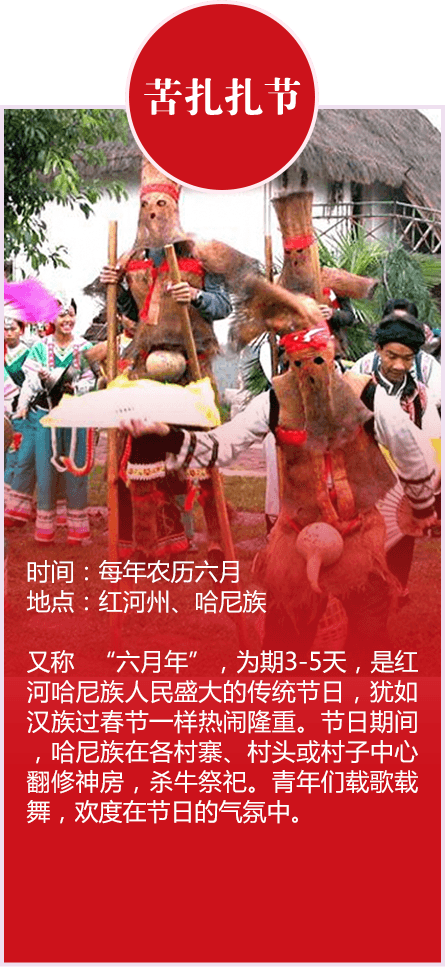 苦扎扎节
时间：每年农历六月
地点：红河州、哈尼族
又称 “六月年”，为期3-5天，是红
河哈尼族人民盛大的传统节日，犹如
汉族过春节一样热闹隆重。节日期间
，哈尼族在各村寨、村头或村子中心
翻修神房，杀牛祭祀。青年们载歌载
舞，欢度在节日的气氛中。